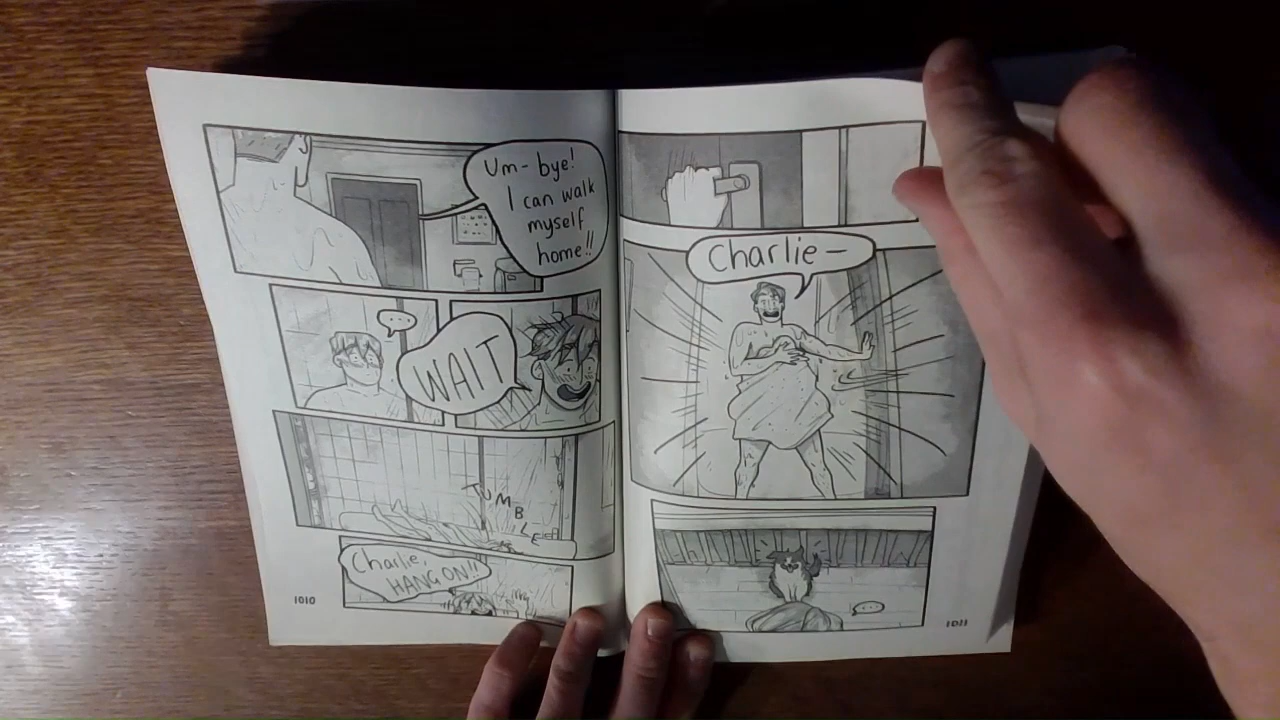 Um- bye!
I can walk
myself
home!!
...
WAIT
TUMBLE
Charlie,
HANG ON!!
1010
Charlie—
...
1011